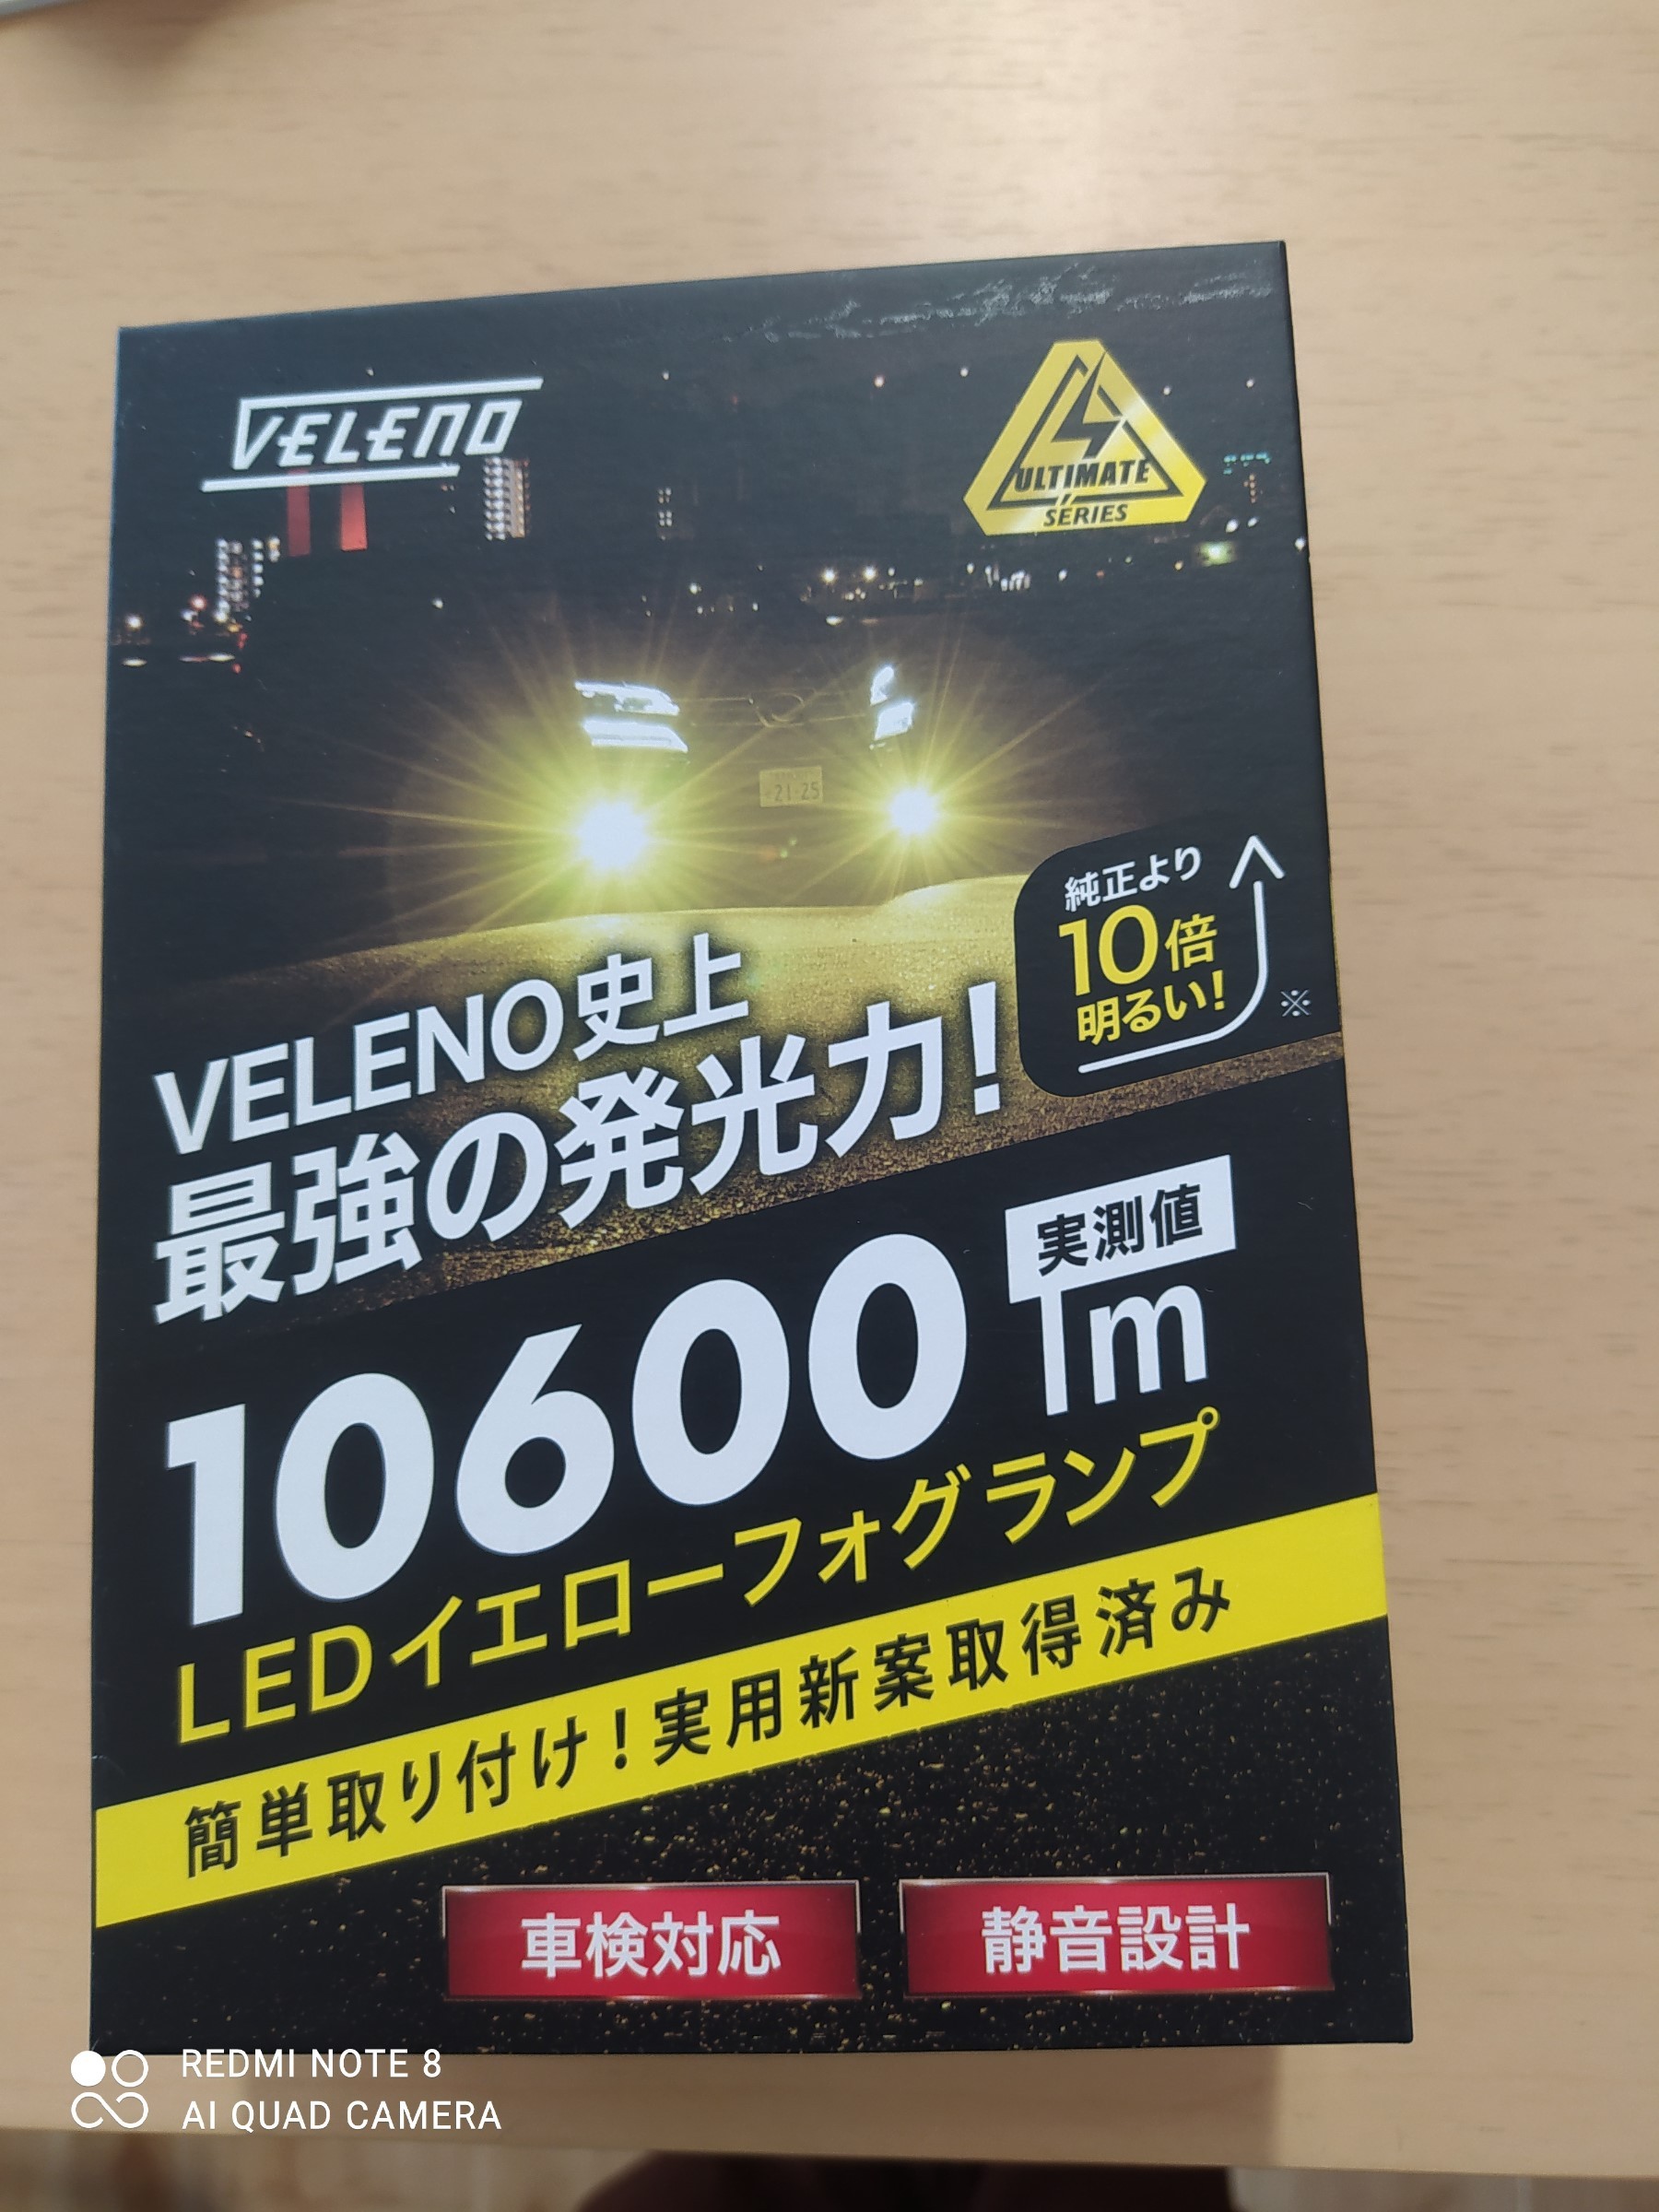 VELENO
ULTIMATE
SERIES
21-25
純正より
10倍
明るい!
※
VELENO史上
最強の発光力!
実測値
10600lm
LEDイエローフォグランプ
簡単取り付け!実用新案取得済み
車検対応
静音設計
REDMI NOTE 8
AI QUAD CAMERA